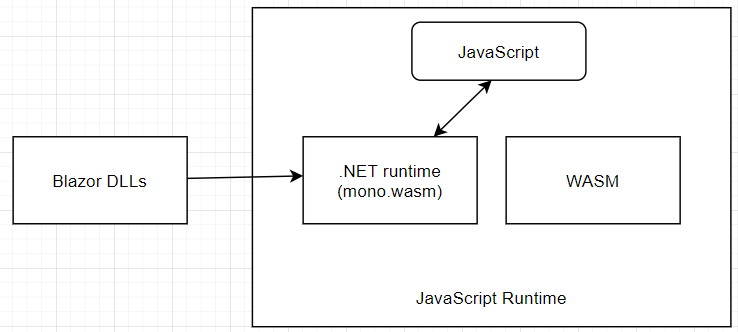 JavaScript
Blazor DLLs
.NET runtime
(mono.wasm)
WASM
JavaScript Runtime